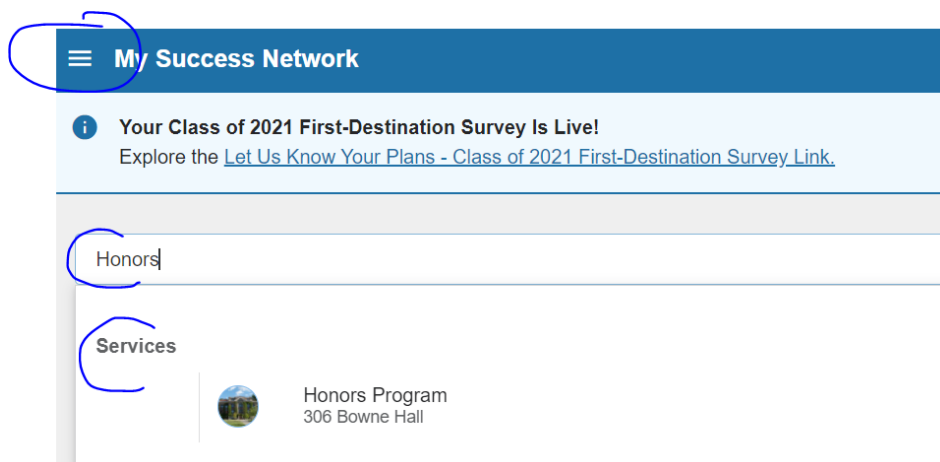 My Success Network
Your Class of 2021 First-Destination Survey Is Live!
Explore the Let Us Know Your Plans - Class of 2021 First-Destination Survey Link.
Honors
Services
Honors Program
306 Bowne Hall